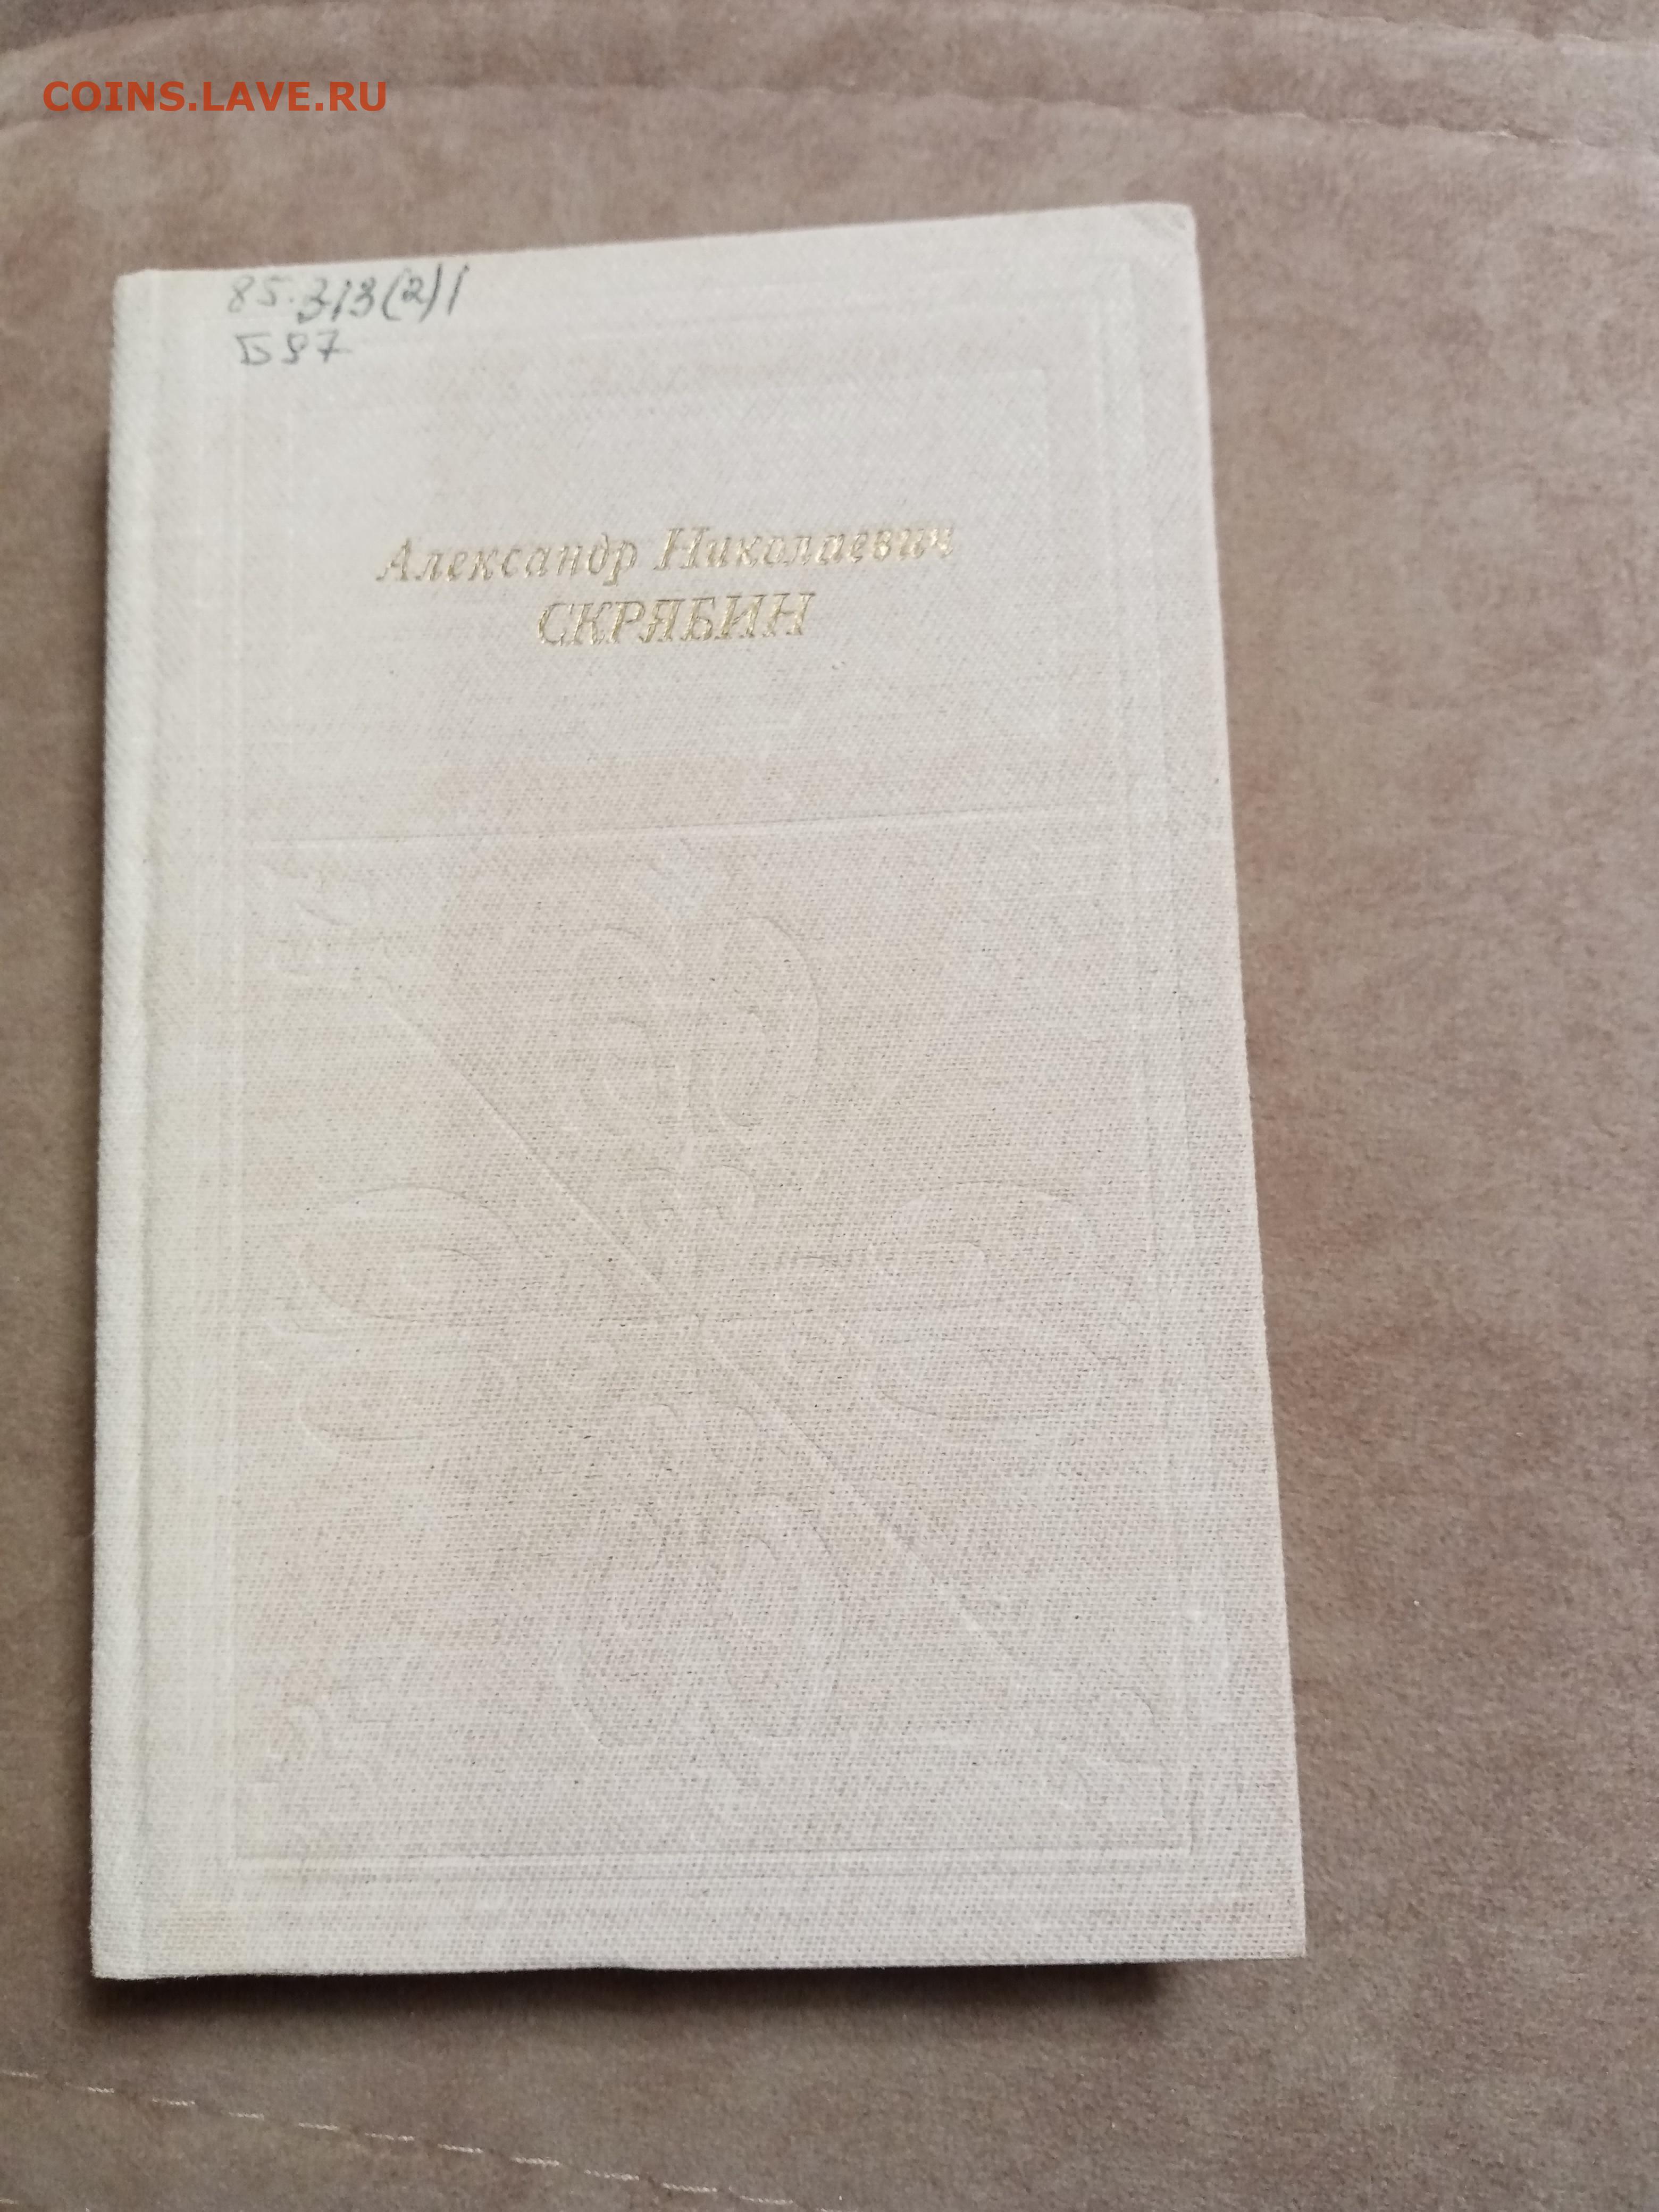 COINS.LAVE.RU
85.313(2)1
Б97
Александр Николаевич
СКРЯБИН